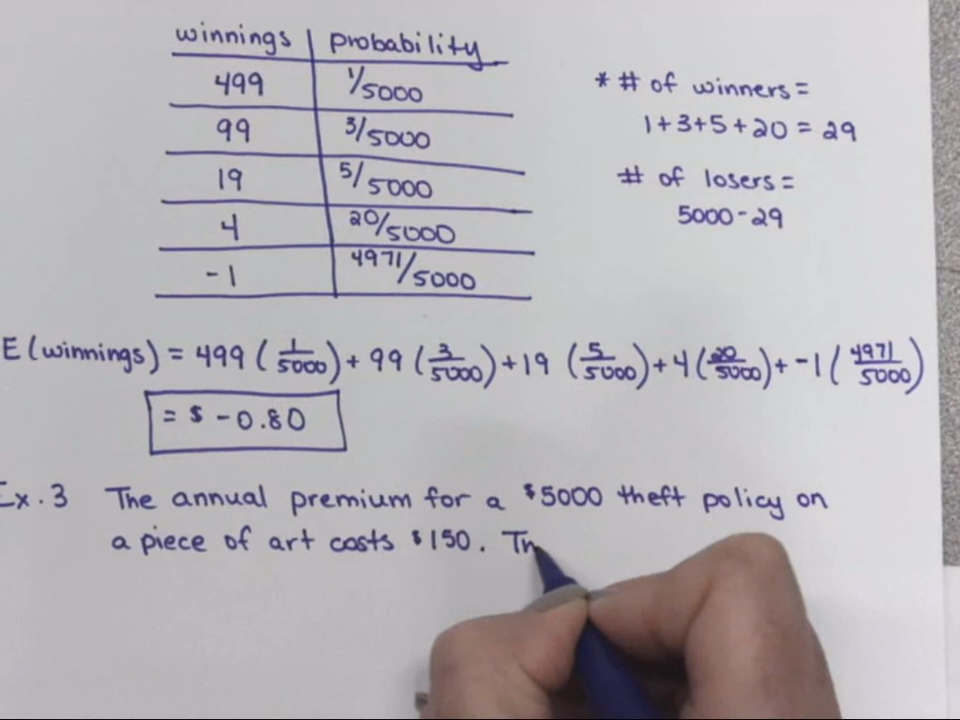 winnings probability
499 1/5000
99 3/5000
19 5/5000
4 20/5000
-1 4971/5000
* # of winners =
1+3+5+20 = 29
# of losers =
5000-29
E(winnings) = 499 (1/5000) + 99 (3/5000) + 19 (5/5000) + 4 (20/5000) + -1 (4971/5000)
= $ -0.80
Ex. 3 The annual premium for a $5000 theft policy on
a piece of art costs $150. Th